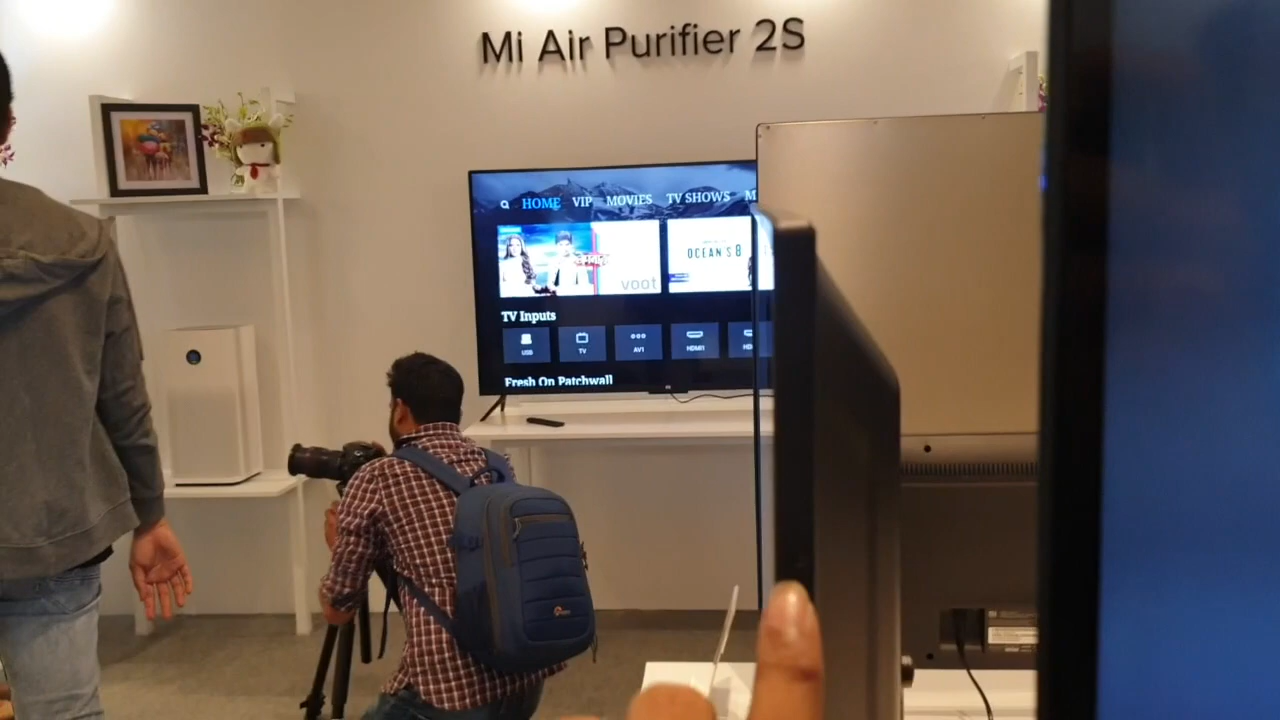 Mi Air Purifier 2S
HOME VIP MOVIES TV SHOWS M
voot
OCEAN'S 8
TV Inputs
USB TV AV1 HDMI1
Fresh On Patchwall